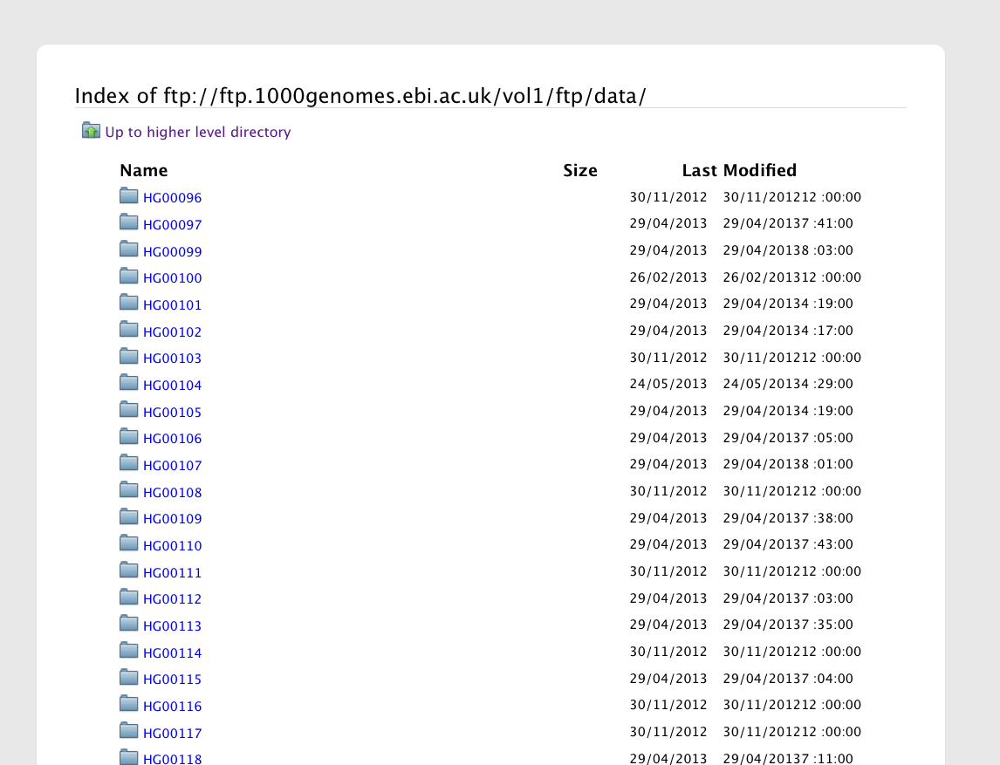 Index of ftp://ftp.1000genomes.ebi.ac.uk/vol1/ftp/data/
Up to higher level directory
Name Size Last Modified
HG00096 30/11/2012 30/11/201212 :00:00
HG00097 29/04/2013 29/04/20137 :41:00
HG00099 29/04/2013 29/04/20138 :03:00
HG00100 26/02/2013 26/02/201312 :00:00
HG00101 29/04/2013 29/04/20134 :19:00
HG00102 29/04/2013 29/04/20134 :17:00
HG00103 30/11/2012 30/11/201212 :00:00
HG00104 24/05/2013 24/05/20134 :29:00
HG00105 29/04/2013 29/04/20134 :19:00
HG00106 29/04/2013 29/04/20137 :05:00
HG00107 29/04/2013 29/04/20138 :01:00
HG00108 30/11/2012 30/11/201212 :00:00
HG00109 29/04/2013 29/04/20137 :38:00
HG00110 29/04/2013 29/04/20137 :43:00
HG00111 30/11/2012 30/11/201212 :00:00
HG00112 29/04/2013 29/04/20137 :03:00
HG00113 29/04/2013 29/04/20137 :35:00
HG00114 30/11/2012 30/11/201212 :00:00
HG00115 29/04/2013 29/04/20137 :04:00
HG00116 30/11/2012 30/11/201212 :00:00
HG00117 30/11/2012 30/11/201212 :00:00
HG00118 29/04/2013 29/04/20137 :11:00